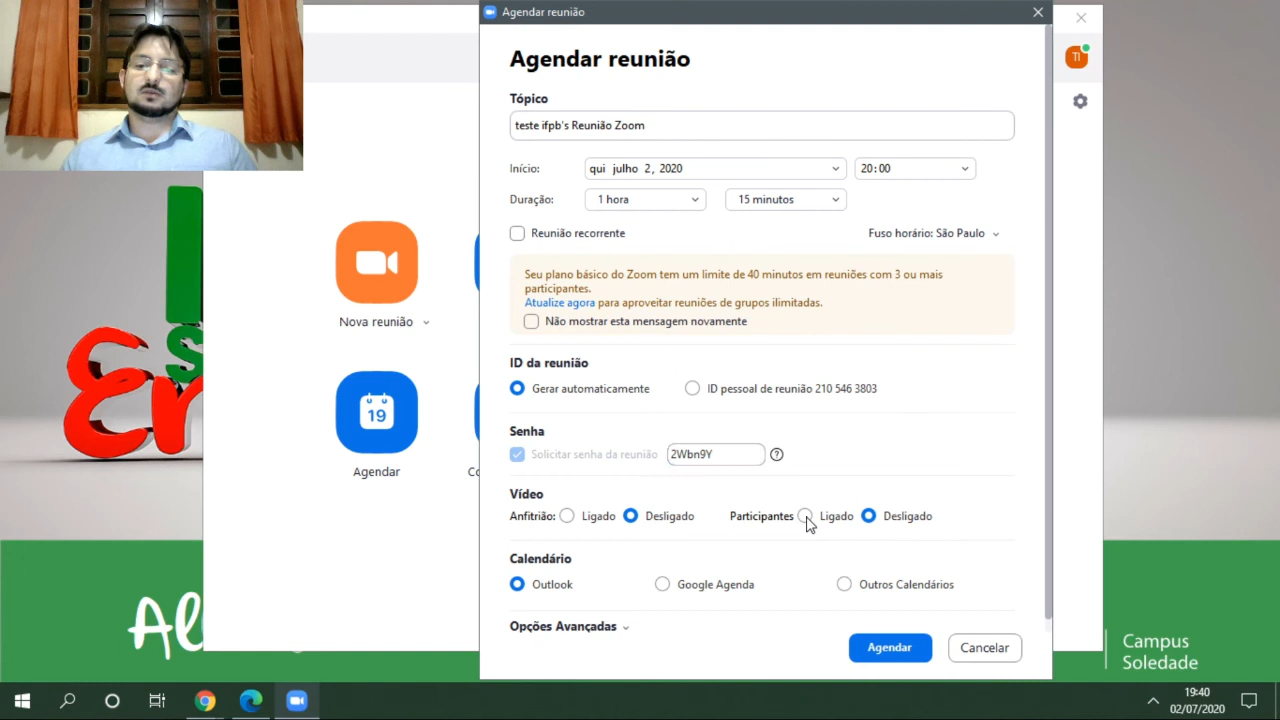 Agendar reunião
TI
Agendar reunião
Tópico
teste ifpb's Reunião Zoom
Início: qui julho 2, 2020 20:00
Duração: 1 hora 15 minutos
Reunião recorrente Fuso horário: São Paulo
Seu plano básico do Zoom tem um limite de 40 minutos em reuniões com 3 ou mais
participantes.
Atualize agora para aproveitar reuniões de grupos ilimitadas.
Não mostrar esta mensagem novamente
Nova reunião
ID da reunião
Gerar automaticamente ID pessoal de reunião 210 546 3803
19
Agendar
Senha
Solicitar senha da reunião 2Wbn9Y
Vídeo
Anfitrião: Ligado Desligado Participantes Ligado Desligado
Calendário
Outlook Google Agenda Outros Calendários
Opções Avançadas
Agendar Cancelar
Campus
Soledade
19:40
02/07/2020